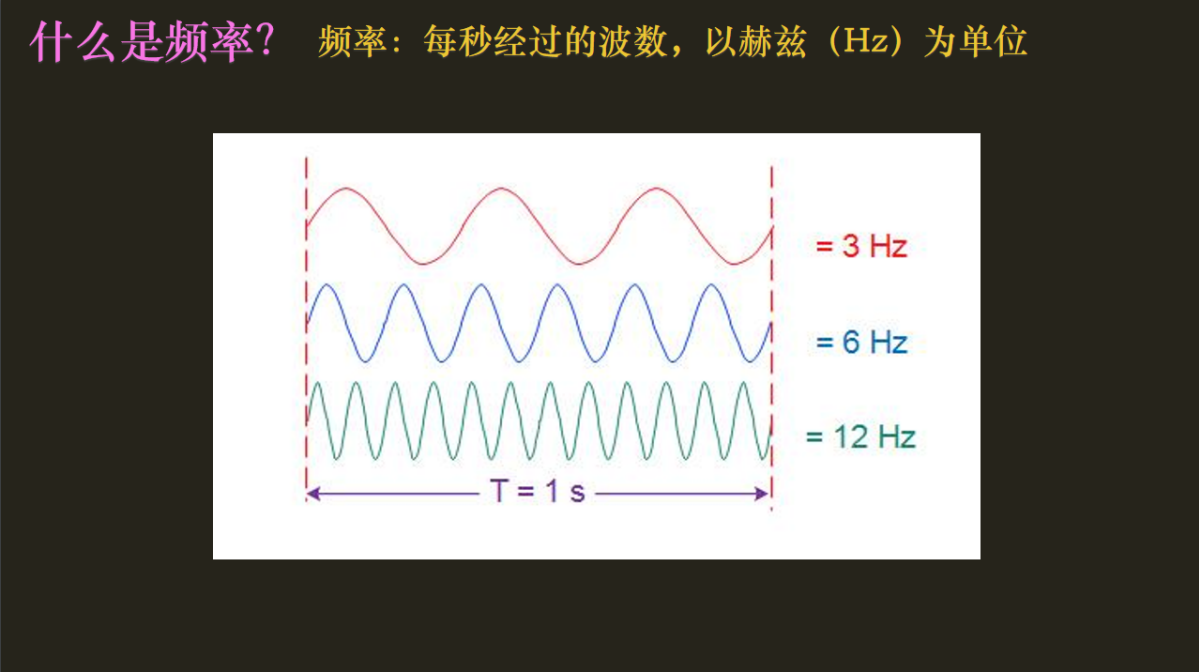 什么是频率?
频率：每秒经过的波数，以赫兹（Hz）为单位
= 3 Hz
= 6 Hz
= 12 Hz
T = 1 s